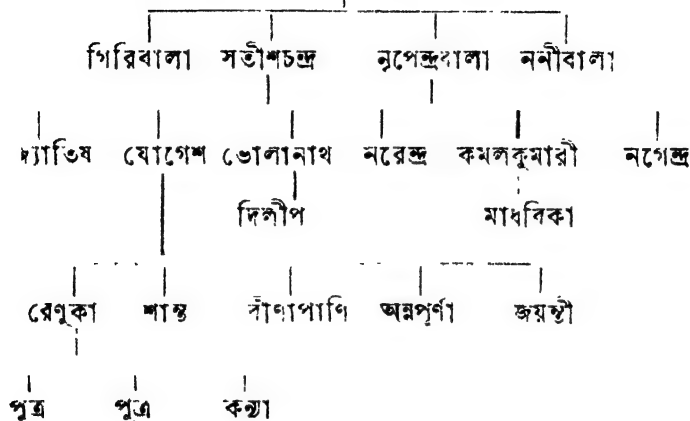 গিরিবালা সতীশচন্দ্র নৃপেন্দ্রবালা ননীবালা
জ্যোতিষ যোগেশ ভোলানাথ নরেন্দ্র কমলকুমারী নগেন্দ্র
দিলীপ মাধবিকা
রেণুকা শান্ত বীণাপাণি অন্নপূর্ণা জয়ন্তী
পুত্র পুত্র কন্যা